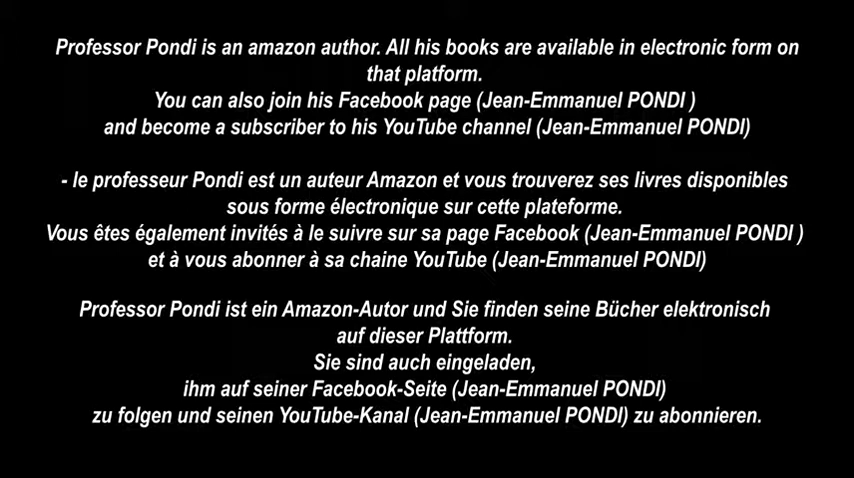 Professor Pondi is an amazon author. All his books are available in electronic form on
that platform.
You can also join his Facebook page (Jean-Emmanuel PONDI )
and become a subscriber to his YouTube channel (Jean-Emmanuel PONDI)
- le professeur Pondi est un auteur Amazon et vous trouverez ses livres disponibles
sous forme électronique sur cette plateforme.
Vous êtes également invités à le suivre sur sa page Facebook (Jean-Emmanuel PONDI )
et à vous abonner à sa chaine YouTube (Jean-Emmanuel PONDI)
Professor Pondi ist ein Amazon-Autor und Sie finden seine Bücher elektronisch
auf dieser Plattform.
Sie sind auch eingeladen,
ihm auf seiner Facebook-Seite (Jean-Emmanuel PONDI)
zu folgen und seinen YouTube-Kanal (Jean-Emmanuel PONDI) zu abonnieren.